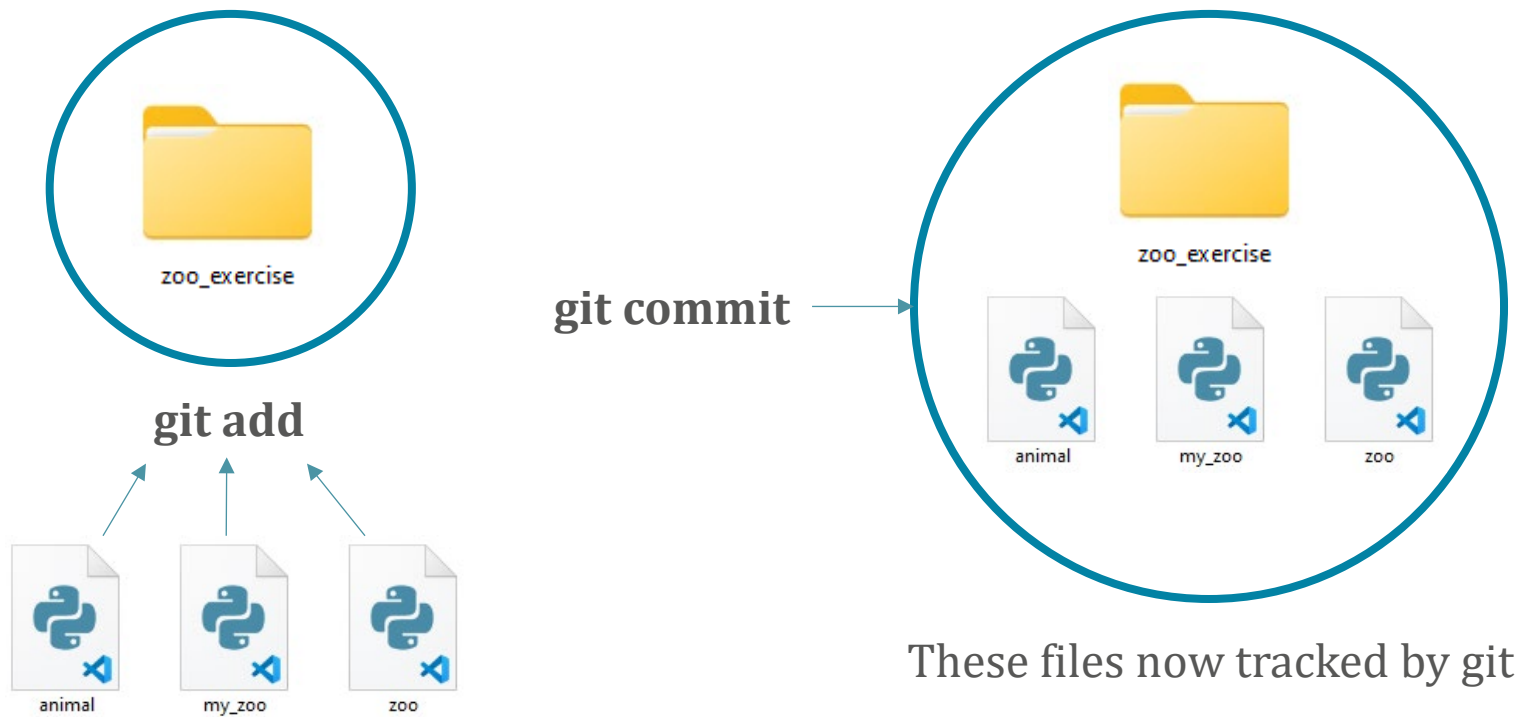 zoo_exercise
git add
animal
my_zoo
zoo
git commit
zoo_exercise
animal
my_zoo
zoo
These files now tracked by git